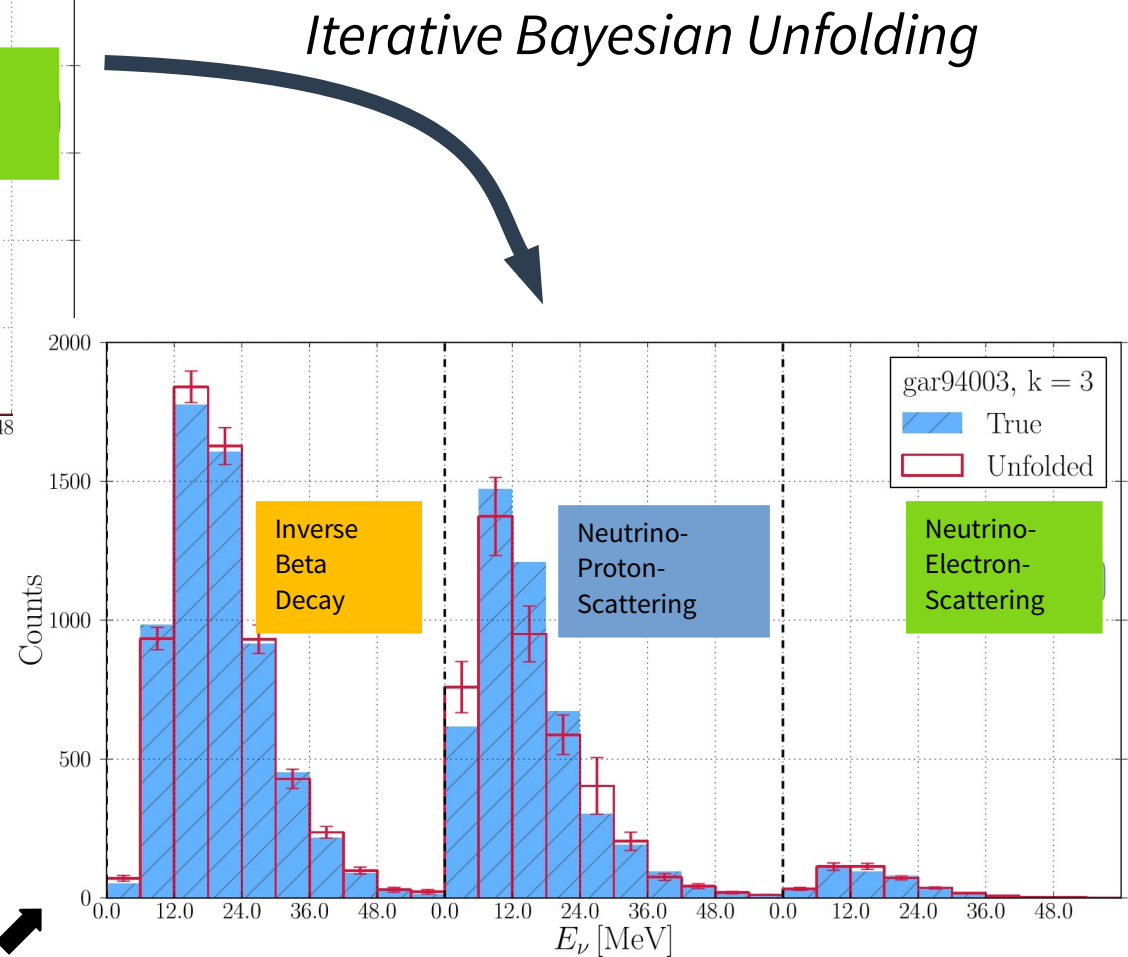 Iterative Bayesian Unfolding
48
2000
1500
1000
500
0
Counts
gar94003, k = 3
True
Unfolded
Inverse
Beta
Decay
Neutrino-
Proton-
Scattering
Neutrino-
Electron-
Scattering
0.0 12.0 24.0 36.0 48.0 0.0 12.0 24.0 36.0 48.0 0.0 12.0 24.0 36.0 48.0
Eν [MeV]